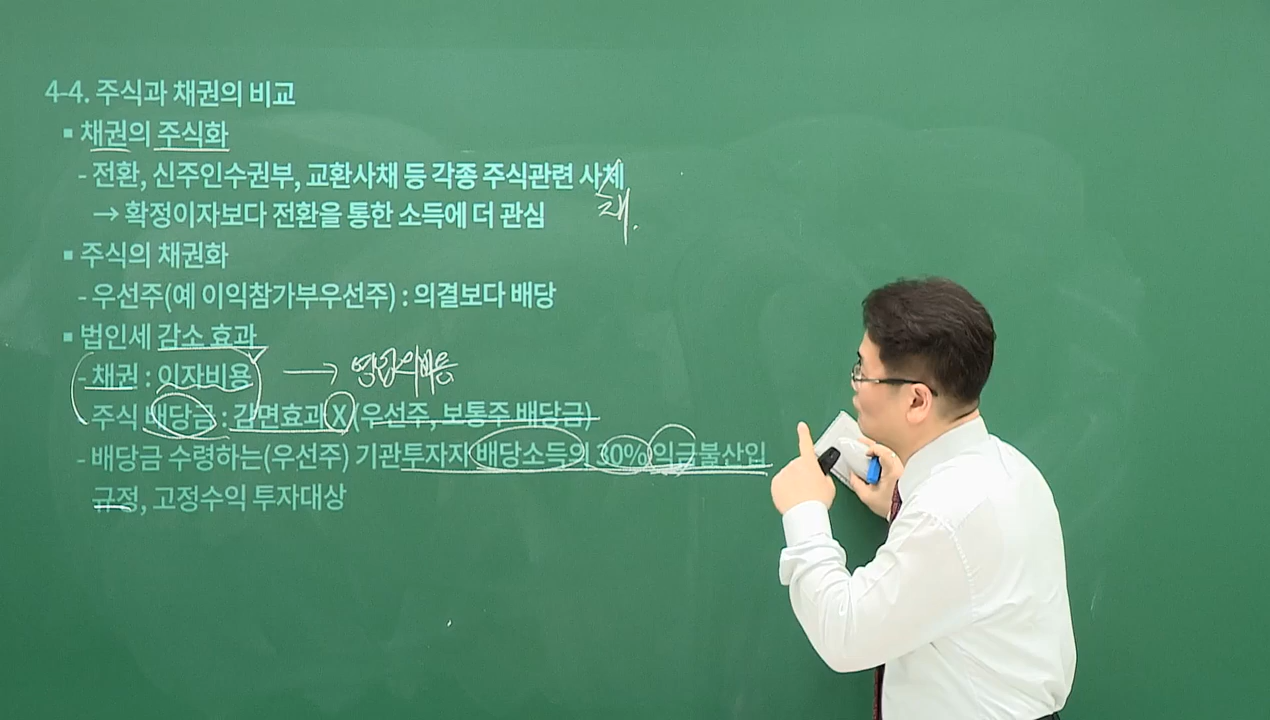 4-4. 주식과 채권의 비교
▪ 채권의 주식화
- 전환, 신주인수권부, 교환사채 등 각종 주식관련 사체
채.
→ 확정이자보다 전환을 통한 소득에 더 관심
▪ 주식의 채권화
- 우선주(예 이익참가부우선주) : 의결보다 배당
▪ 법인세 감소 효과
- 채권 : 이자비용 → 영업외비용
- 주식 배당금 : 감면효과 X (우선주, 보통주 배당금)
- 배당금 수령하는(우선주) 기관투자자 배당소득의 30% 익금불산입
규정, 고정수익 투자대상